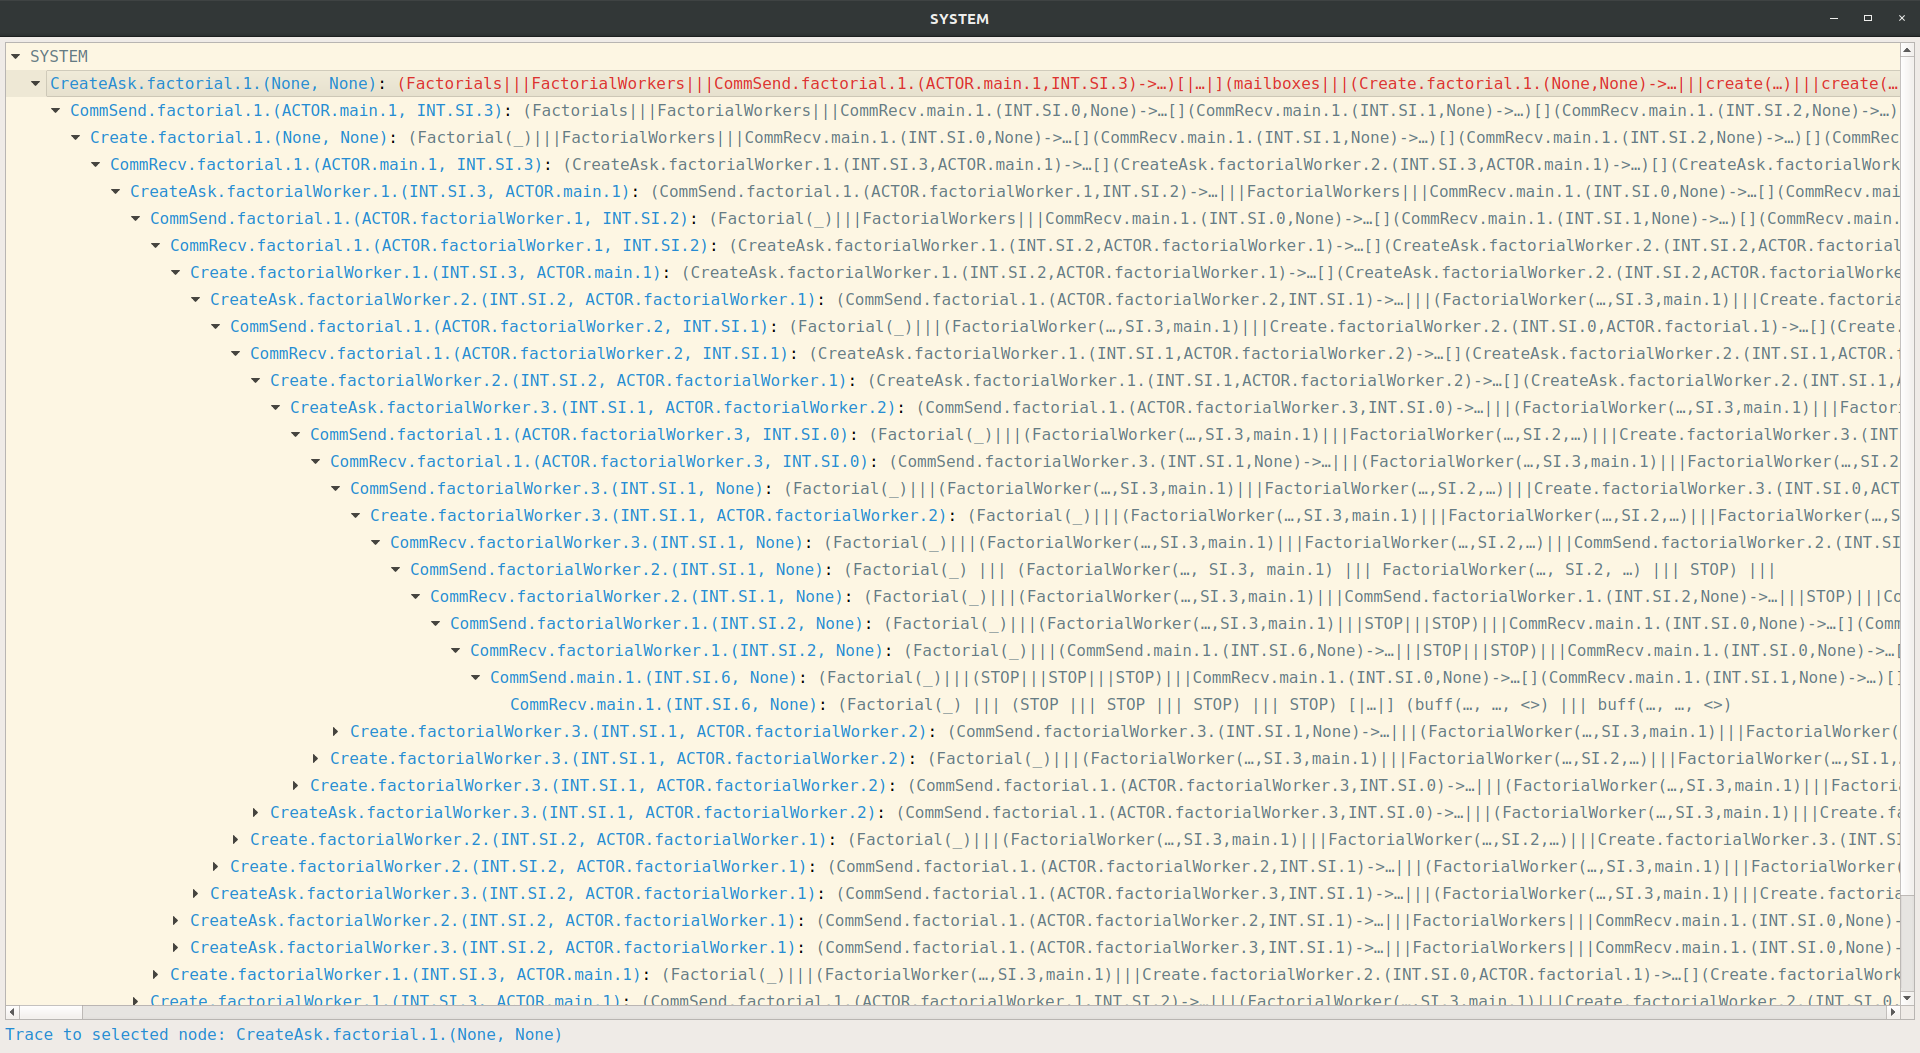 SYSTEM
SYSTEM
CreateAsk.factorial.1.(None, None): (Factorials|||FactorialWorkers|||CommSend.factorial.1.(ACTOR.main.1,INT.SI.3)->…)[|…|](mailboxes|||(Create.factorial.1.(None,None)->…|||create(…)|||create(…
CommSend.factorial.1.(ACTOR.main.1, INT.SI.3): (Factorials|||FactorialWorkers|||CommRecv.main.1.(INT.SI.0,None)->…[](CommRecv.main.1.(INT.SI.1,None)->…)[](CommRecv.main.1.(INT.SI.2,None)->…)
Create.factorial.1.(None, None): (Factorial(_)|||FactorialWorkers|||CommRecv.main.1.(INT.SI.0,None)->…[](CommRecv.main.1.(INT.SI.1,None)->…)[](CommRecv.main.1.(INT.SI.2,None)->…)[](CommRec
CommRecv.factorial.1.(ACTOR.main.1, INT.SI.3): (CreateAsk.factorialWorker.1.(INT.SI.3,ACTOR.main.1)->…[](CreateAsk.factorialWorker.2.(INT.SI.3,ACTOR.main.1)->…)[](CreateAsk.factorialWork
CreateAsk.factorialWorker.1.(INT.SI.3, ACTOR.main.1): (CommSend.factorial.1.(ACTOR.factorialWorker.1,INT.SI.2)->…|||FactorialWorkers|||CommRecv.main.1.(INT.SI.0,None)->…[](CommRecv.mai
CommSend.factorial.1.(ACTOR.factorialWorker.1, INT.SI.2): (Factorial(_)|||FactorialWorkers|||CommRecv.main.1.(INT.SI.0,None)->…[](CommRecv.main.1.(INT.SI.1,None)->…)[](CommRecv.main.
CommRecv.factorial.1.(ACTOR.factorialWorker.1, INT.SI.2): (CreateAsk.factorialWorker.1.(INT.SI.2,ACTOR.factorialWorker.1)->…[](CreateAsk.factorialWorker.2.(INT.SI.2,ACTOR.factorial
Create.factorialWorker.1.(INT.SI.3, ACTOR.main.1): (CreateAsk.factorialWorker.1.(INT.SI.2,ACTOR.factorialWorker.1)->…[](CreateAsk.factorialWorker.2.(INT.SI.2,ACTOR.factorialWorke
CreateAsk.factorialWorker.2.(INT.SI.2, ACTOR.factorialWorker.1): (CommSend.factorial.1.(ACTOR.factorialWorker.2,INT.SI.1)->…|||(FactorialWorker(…,SI.3,main.1)|||Create.factoria
CommSend.factorial.1.(ACTOR.factorialWorker.2, INT.SI.1): (Factorial(_)|||(FactorialWorker(…,SI.3,main.1)|||Create.factorialWorker.2.(INT.SI.0,ACTOR.factorial.1)->…[](Create.
CommRecv.factorial.1.(ACTOR.factorialWorker.2, INT.SI.1): (CreateAsk.factorialWorker.1.(INT.SI.1,ACTOR.factorialWorker.2)->…[](CreateAsk.factorialWorker.2.(INT.SI.1,ACTOR.f
Create.factorialWorker.2.(INT.SI.2, ACTOR.factorialWorker.1): (CreateAsk.factorialWorker.1.(INT.SI.1,ACTOR.factorialWorker.2)->…[](CreateAsk.factorialWorker.2.(INT.SI.1,A
CreateAsk.factorialWorker.3.(INT.SI.1, ACTOR.factorialWorker.2): (CommSend.factorial.1.(ACTOR.factorialWorker.3,INT.SI.0)->…|||(FactorialWorker(…,SI.3,main.1)|||Factori
CommSend.factorial.1.(ACTOR.factorialWorker.3, INT.SI.0): (Factorial(_)|||(FactorialWorker(…,SI.3,main.1)|||FactorialWorker(…,SI.2,…)|||Create.factorialWorker.3.(INT
CommRecv.factorial.1.(ACTOR.factorialWorker.3, INT.SI.0): (CommSend.factorialWorker.3.(INT.SI.1,None)->…|||(FactorialWorker(…,SI.3,main.1)|||FactorialWorker(…,SI.2
CommSend.factorialWorker.3.(INT.SI.1, None): (Factorial(_)|||(FactorialWorker(…,SI.3,main.1)|||FactorialWorker(…,SI.2,…)|||Create.factorialWorker.3.(INT.SI.0,ACT
Create.factorialWorker.3.(INT.SI.1, ACTOR.factorialWorker.2): (Factorial(_)|||(FactorialWorker(…,SI.3,main.1)|||FactorialWorker(…,SI.2,…)|||FactorialWorker(…,S
CommRecv.factorialWorker.3.(INT.SI.1, None): (Factorial(_)|||(FactorialWorker(…,SI.3,main.1)|||FactorialWorker(…,SI.2,…)|||CommSend.factorialWorker.2.(INT.SI
CommSend.factorialWorker.2.(INT.SI.1, None): (Factorial(_) ||| (FactorialWorker(…, SI.3, main.1) ||| FactorialWorker(…, SI.2, …) ||| STOP) |||
CommRecv.factorialWorker.2.(INT.SI.1, None): (Factorial(_)|||(FactorialWorker(…,SI.3,main.1)|||CommSend.factorialWorker.1.(INT.SI.2,None)->…|||STOP)|||Co
CommSend.factorialWorker.1.(INT.SI.2, None): (Factorial(_)|||(FactorialWorker(…,SI.3,main.1)|||STOP|||STOP)|||CommRecv.main.1.(INT.SI.0,None)->…[](Comm
CommRecv.factorialWorker.1.(INT.SI.2, None): (Factorial(_)|||(CommSend.main.1.(INT.SI.6,None)->…|||STOP|||STOP)|||CommRecv.main.1.(INT.SI.0,None)->…[
CommSend.main.1.(INT.SI.6, None): (Factorial(_)|||(STOP|||STOP|||STOP)|||CommRecv.main.1.(INT.SI.0,None)->…[](CommRecv.main.1.(INT.SI.1,None)->…)[]
CommRecv.main.1.(INT.SI.6, None): (Factorial(_) ||| (STOP ||| STOP ||| STOP) ||| STOP) [|…|] (buff(…, …, <>) ||| buff(…, …, <>)
Create.factorialWorker.3.(INT.SI.1, ACTOR.factorialWorker.2): (CommSend.factorialWorker.3.(INT.SI.1,None)->…|||(FactorialWorker(…,SI.3,main.1)|||FactorialWorker(
Create.factorialWorker.3.(INT.SI.1, ACTOR.factorialWorker.2): (Factorial(_)|||(FactorialWorker(…,SI.3,main.1)|||FactorialWorker(…,SI.2,…)|||FactorialWorker(…,SI.1,…
Create.factorialWorker.3.(INT.SI.1, ACTOR.factorialWorker.2): (CommSend.factorial.1.(ACTOR.factorialWorker.3,INT.SI.0)->…|||(FactorialWorker(…,SI.3,main.1)|||Factoria
CreateAsk.factorialWorker.3.(INT.SI.1, ACTOR.factorialWorker.2): (CommSend.factorial.1.(ACTOR.factorialWorker.3,INT.SI.0)->…|||(FactorialWorker(…,SI.3,main.1)|||Create.fa
Create.factorialWorker.2.(INT.SI.2, ACTOR.factorialWorker.1): (Factorial(_)|||(FactorialWorker(…,SI.3,main.1)|||FactorialWorker(…,SI.2,…)|||Create.factorialWorker.3.(INT.SI
Create.factorialWorker.2.(INT.SI.2, ACTOR.factorialWorker.1): (CommSend.factorial.1.(ACTOR.factorialWorker.2,INT.SI.1)->…|||(FactorialWorker(…,SI.3,main.1)|||FactorialWorker(
CreateAsk.factorialWorker.3.(INT.SI.2, ACTOR.factorialWorker.1): (CommSend.factorial.1.(ACTOR.factorialWorker.3,INT.SI.1)->…|||(FactorialWorker(…,SI.3,main.1)|||Create.factoria
CreateAsk.factorialWorker.2.(INT.SI.2, ACTOR.factorialWorker.1): (CommSend.factorial.1.(ACTOR.factorialWorker.2,INT.SI.1)->…|||FactorialWorkers|||CommRecv.main.1.(INT.SI.0,None)-
CreateAsk.factorialWorker.3.(INT.SI.2, ACTOR.factorialWorker.1): (CommSend.factorial.1.(ACTOR.factorialWorker.3,INT.SI.1)->…|||FactorialWorkers|||CommRecv.main.1.(INT.SI.0,None)-
Create.factorialWorker.1.(INT.SI.3, ACTOR.main.1): (Factorial(_)|||(FactorialWorker(…,SI.3,main.1)|||Create.factorialWorker.2.(INT.SI.0,ACTOR.factorial.1)->…[](Create.factorialWork
Create.factorialWorker.1.(INT.SI.3, ACTOR.main.1): (CommSend.factorial.1.(ACTOR.factorialWorker.1,INT.SI.2)->…|||(FactorialWorker(…,SI.3,main.1)|||Create.factorialWorker.2.(INT.SI.0,
Trace to selected node: CreateAsk.factorial.1.(None, None)